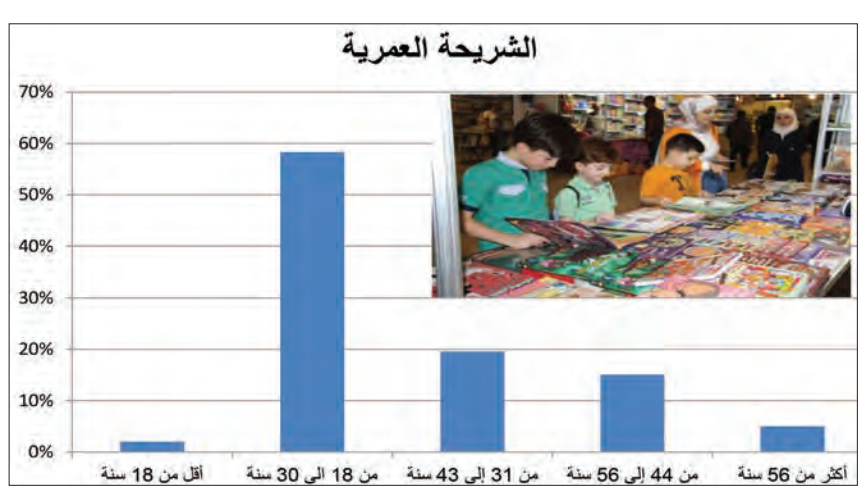 الشريحة العمرية
70%
60%
50%
40%
30%
20%
10%
0%
أقل من 18 سنة
من 18 الى 30 سنة
من 31 إلى 43 سنة
من 44 إلى 56 سنة
أكثر من 56 سنة